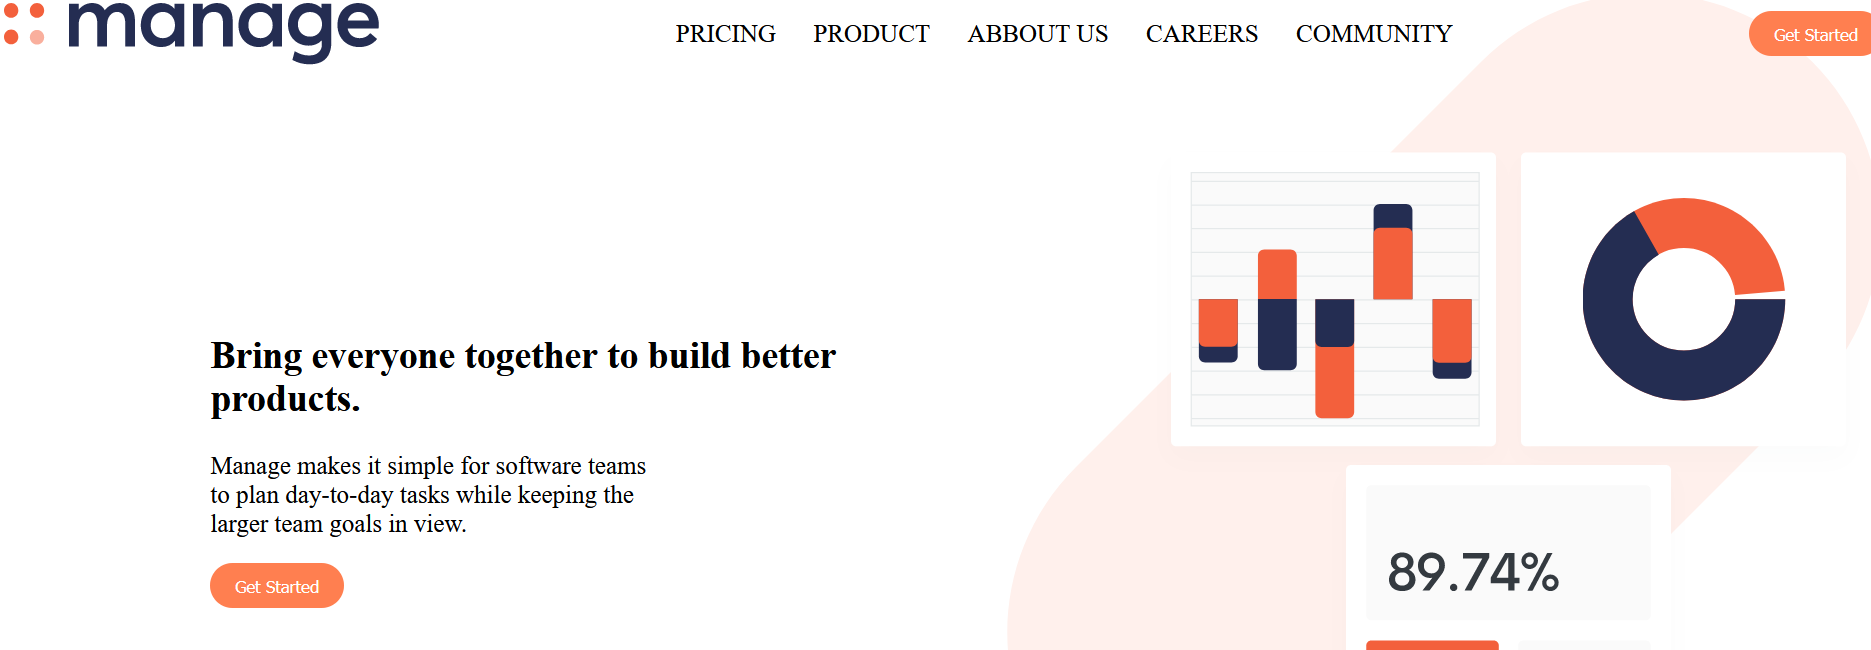 manage
PRICING PRODUCT ABBOUT US CAREERS COMMUNITY
Get Started
Bring everyone together to build better
products.
Manage makes it simple for software teams
to plan day-to-day tasks while keeping the
larger team goals in view.
Get Started
89.74%